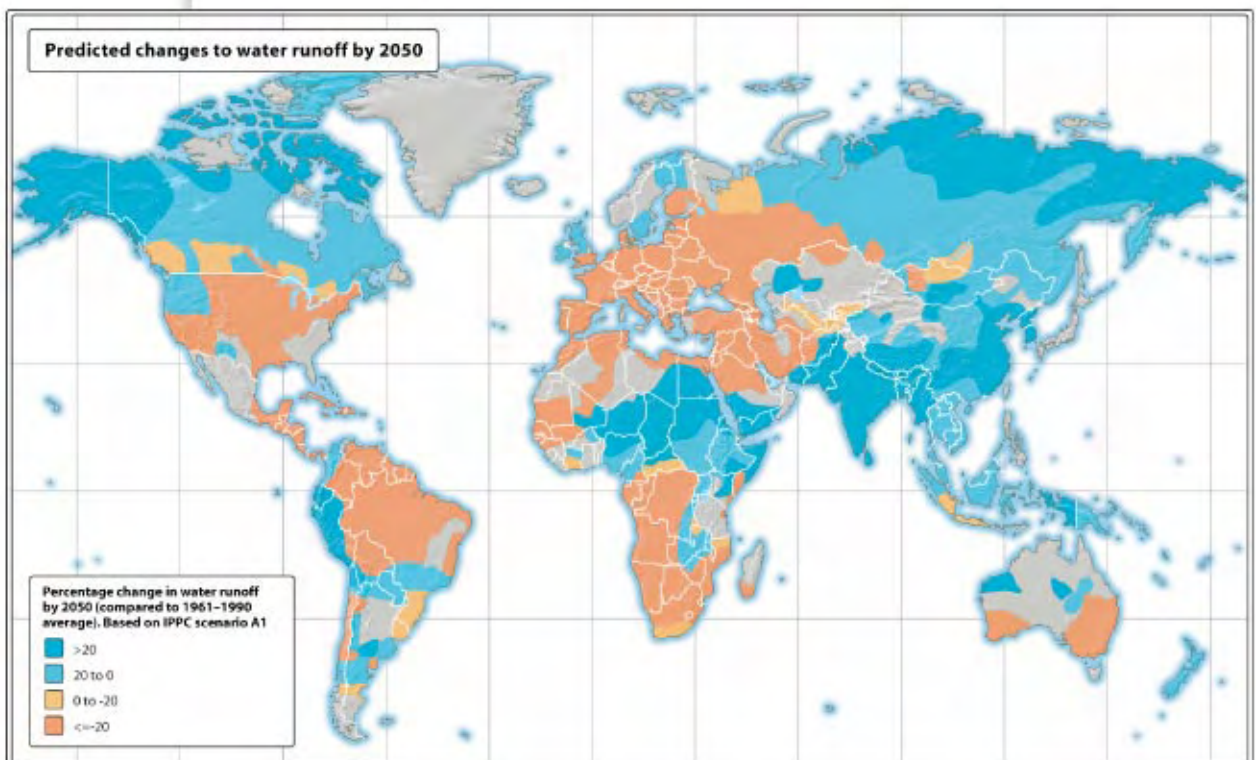 Predicted changes to water runoff by 2050
Percentage change in water runoff
by 2050 (compared to 1961–1990
average). Based on IPPC scenario A1
>20
20 to 0
0 to -20
<=-20